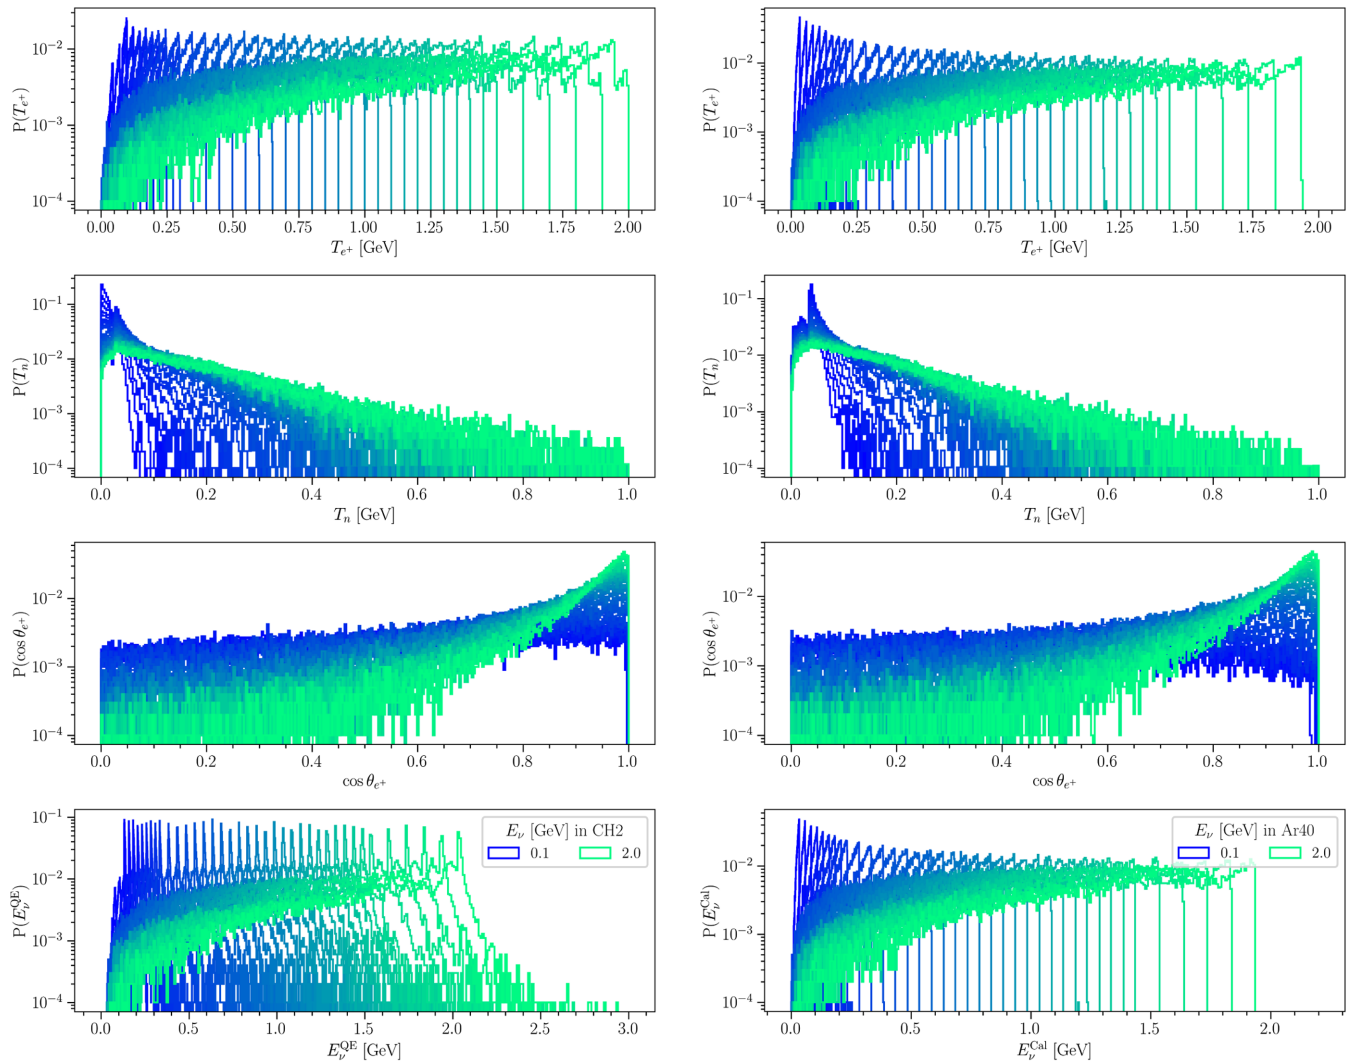 10⁻² 10⁻³ 10⁻⁴
P(T_{e⁺})
0.00 0.25 0.50 0.75 1.00 1.25 1.50 1.75 2.00
T_{e⁺} [GeV]
10⁻² 10⁻³ 10⁻⁴
P(T_{e⁺})
0.00 0.25 0.50 0.75 1.00 1.25 1.50 1.75 2.00
T_{e⁺} [GeV]
10⁻¹ 10⁻² 10⁻³ 10⁻⁴
P(T_n)
0.0 0.2 0.4 0.6 0.8 1.0
T_n [GeV]
10⁻¹ 10⁻² 10⁻³ 10⁻⁴
P(T_n)
0.0 0.2 0.4 0.6 0.8 1.0
T_n [GeV]
10⁻² 10⁻³ 10⁻⁴
P(cos θ_{e⁺})
0.0 0.2 0.4 0.6 0.8 1.0
cos θ_{e⁺}
10⁻² 10⁻³ 10⁻⁴
P(cos θ_{e⁺})
0.0 0.2 0.4 0.6 0.8 1.0
cos θ_{e⁺}
10⁻¹ 10⁻² 10⁻³ 10⁻⁴
P(E_ν^{QE})
E_ν [GeV] in CH2
0.1 2.0
0.0 0.5 1.0 1.5 2.0 2.5 3.0
E_ν^{QE} [GeV]
10⁻² 10⁻³ 10⁻⁴
P(E_ν^{Cal})
E_ν [GeV] in Ar40
0.1 2.0
0.0 0.5 1.0 1.5 2.0
E_ν^{Cal} [GeV]